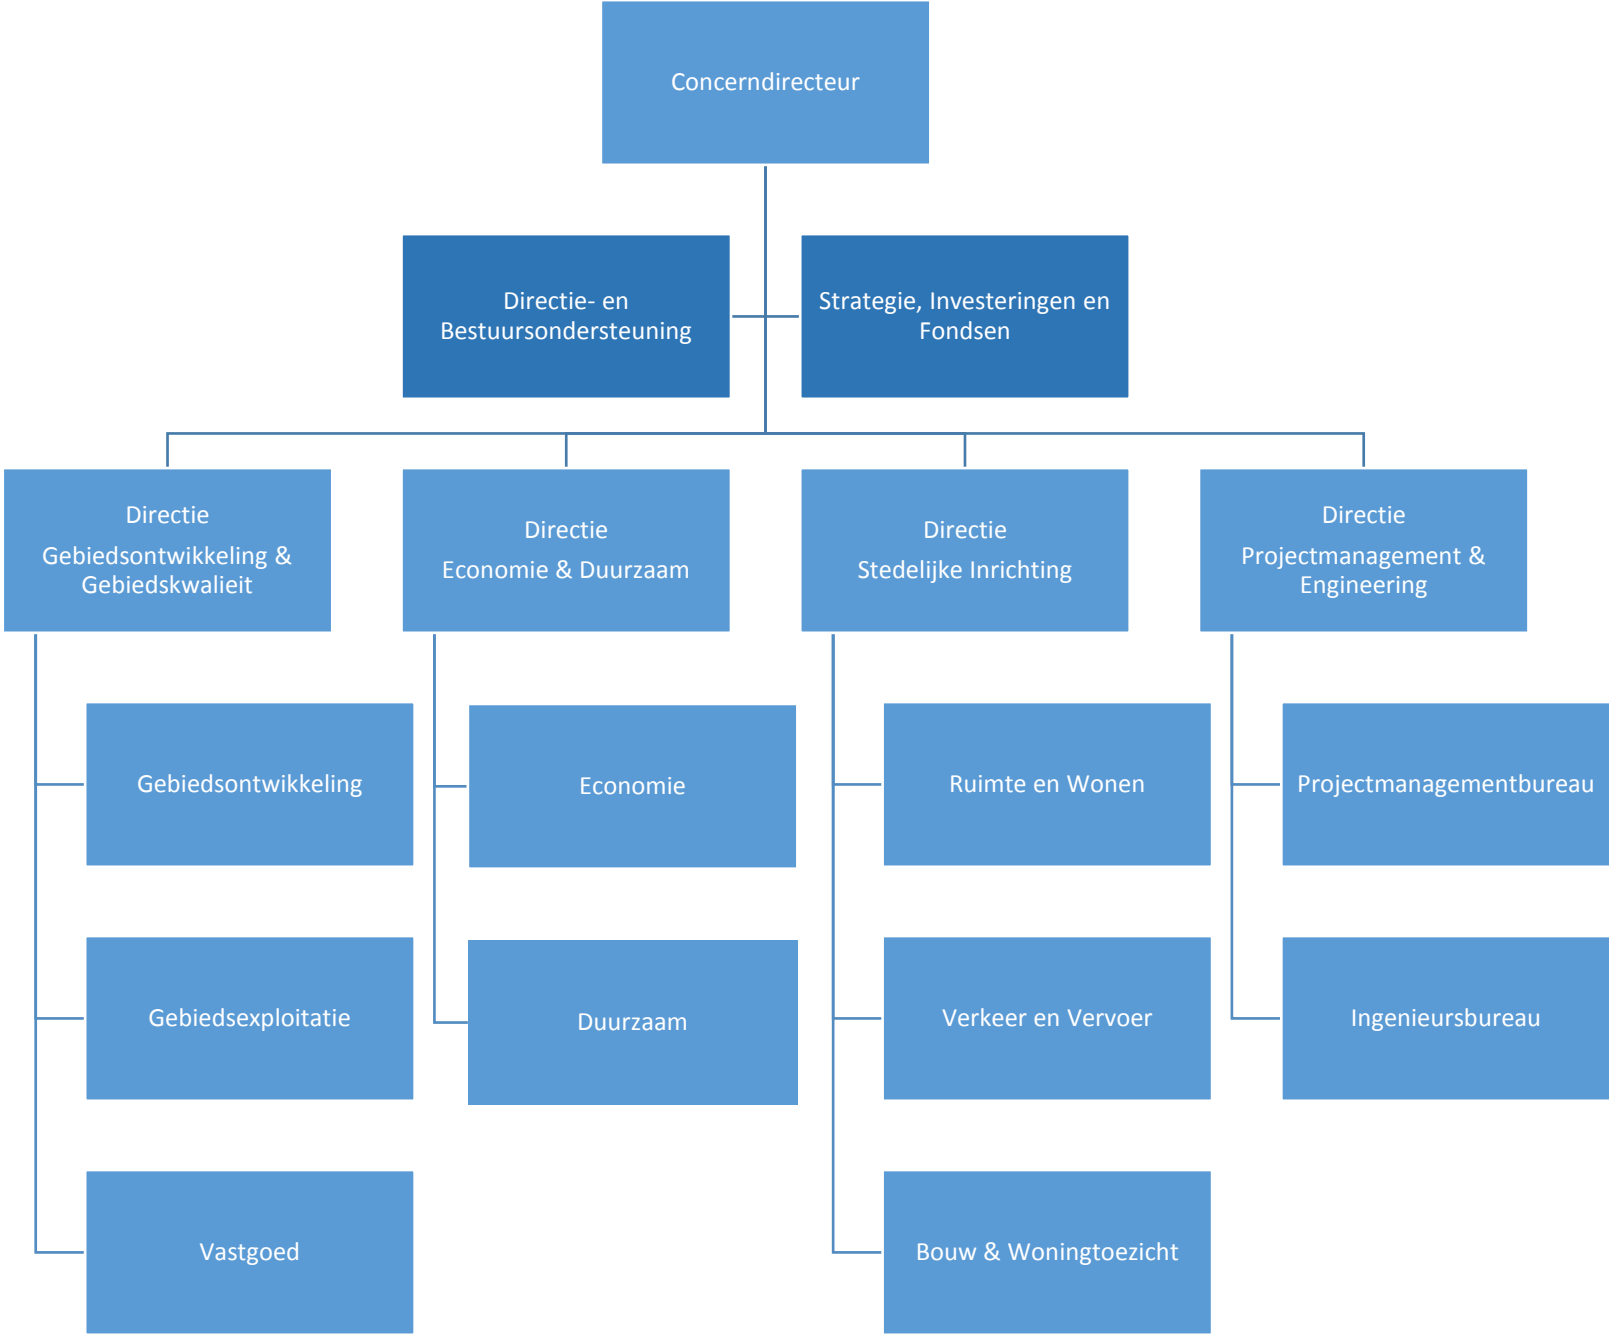 Concerndirecteur
Directie- en
Bestuursondersteuning
Strategie, Investeringen en
Fondsen
Directie
Gebiedsontwikkeling &
Gebiedskwalieit
Directie
Economie & Duurzaam
Directie
Stedelijke Inrichting
Directie
Projectmanagement &
Engineering
Gebiedsontwikkeling
Economie
Ruimte en Wonen
Projectmanagementbureau
Gebiedsexploitatie
Duurzaam
Verkeer en Vervoer
Ingenieursbureau
Vastgoed
Bouw & Woningtoezicht